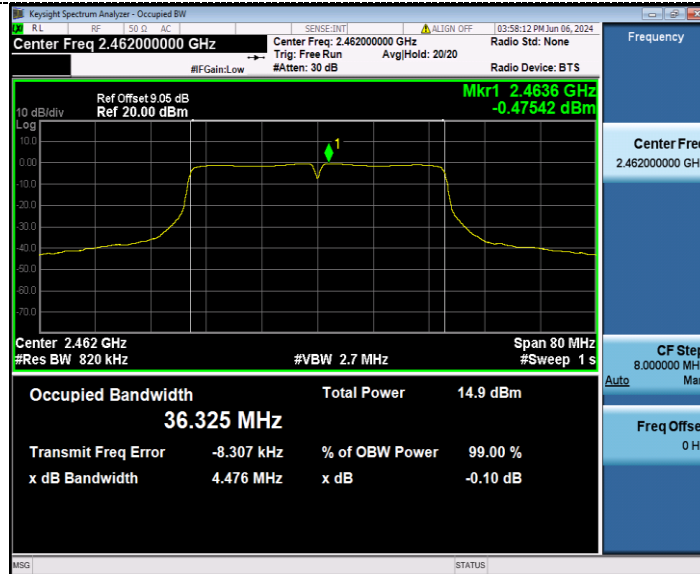 Keysight Spectrum Analyzer - Occupied BW
RL RF 50 Ω AC SENSE:INT ALIGN OFF 03:58:12 PM Jun 06, 2024
Center Freq 2.462000000 GHz
Center Freq: 2.462000000 GHz
Radio Std: None
Trig: Free Run Avg|Hold: 20/20
#IFGain:Low
#Atten: 30 dB
Radio Device: BTS
Ref Offset 9.05 dB
Mkr1 2.4636 GHz
10 dB/div Ref 20.00 dBm
-0.47542 dBm
Log
1
10.0
0.00
-10.0
-20.0
-30.0
-40.0
-50.0
-60.0
-70.0
Center 2.462 GHz
Span 80 MHz
#Res BW 820 kHz
#VBW 2.7 MHz
#Sweep 1 s
Occupied Bandwidth
Total Power 14.9 dBm
36.325 MHz
Transmit Freq Error -8.307 kHz
% of OBW Power 99.00 %
x dB Bandwidth 4.476 MHz
x dB -0.10 dB
MSG
STATUS
Frequency
Center Fre
2.462000000 GH
CF Step
8.000000 MH
Auto Ma
Freq Offse
0 H